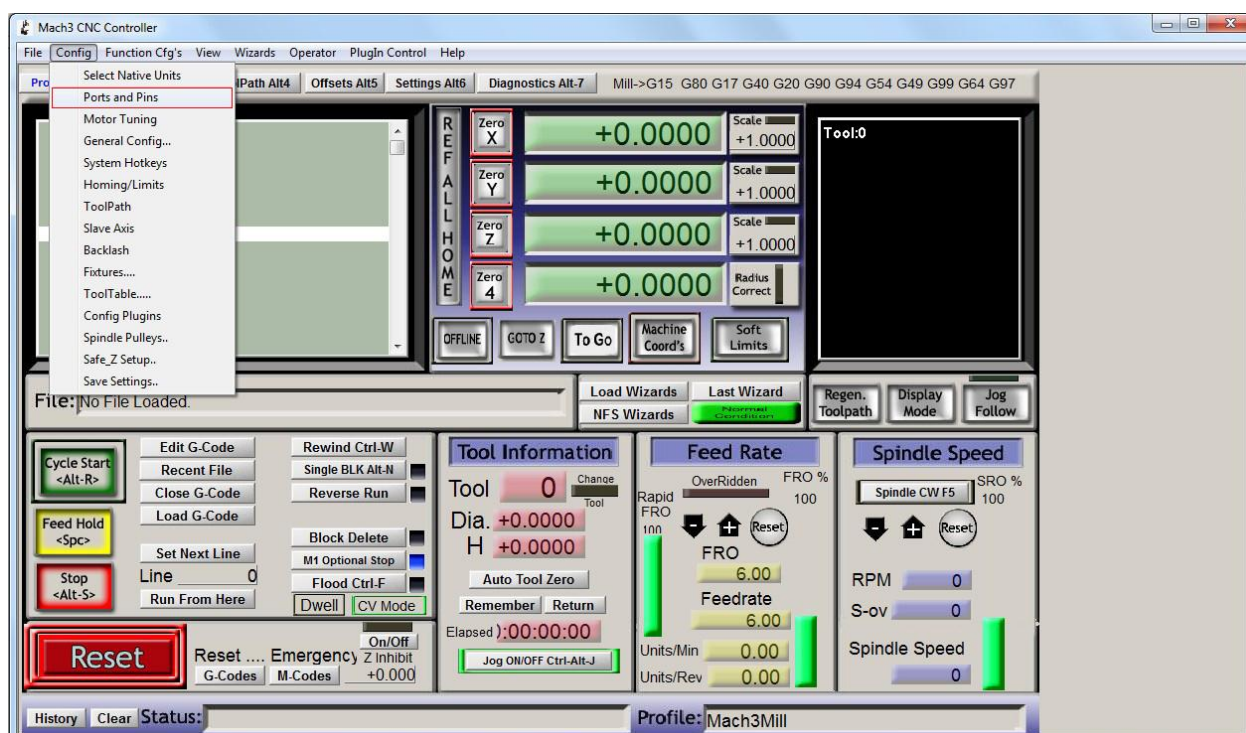 Mach3 CNC Controller
File Config Function Cfg's View Wizards Operator PlugIn Control Help
Select Native Units
Ports and Pins
Motor Tuning
General Config...
System Hotkeys
Homing/Limits
ToolPath
Slave Axis
Backlash
Fixtures....
ToolTable.....
Config Plugins
Spindle Pulleys..
Safe_Z Setup..
Save Settings..
Pro
lPath Alt4 Offsets Alt5 Settings Alt6 Diagnostics Alt-7 Mill->G15 G80 G17 G40 G20 G90 G94 G54 G49 G99 G64 G97
REF ALL HOME
Zero X +0.0000 Scale +1.0000
Zero Y +0.0000 Scale +1.0000
Zero Z +0.0000 Scale +1.0000
Zero 4 +0.0000 Radius Correct
OFFLINE GOTO Z To Go Machine Coord's Soft Limits
Tool:0
File: No File Loaded.
Load Wizards Last Wizard
NFS Wizards Normal Condition
Regen. Toolpath Display Mode Jog Follow
Cycle Start <Alt-R>
Feed Hold <Spc>
Stop <Alt-S>
Edit G-Code
Recent File
Close G-Code
Load G-Code
Set Next Line
Line 0
Run From Here
Rewind Ctrl-W
Single BLK Alt-N
Reverse Run
Block Delete
M1 Optional Stop
Flood Ctrl-F
Dwell CV Mode
Reset
Reset .... Emergency
G-Codes M-Codes
On/Off
Z Inhibit
+0.000
Tool Information
Tool 0 Change Tool
Dia. +0.0000
H +0.0000
Auto Tool Zero
Remember Return
Elapsed ):00:00:00
Jog ON/OFF Ctrl-Alt-J
Feed Rate
OverRidden FRO %
100
Rapid FRO
100
Reset
FRO
6.00
Feedrate
6.00
Units/Min 0.00
Units/Rev 0.00
Spindle Speed
Spindle CW F5 SRO %
100
Reset
RPM 0
S-ov 0
Spindle Speed
0
History Clear Status:
Profile: Mach3Mill